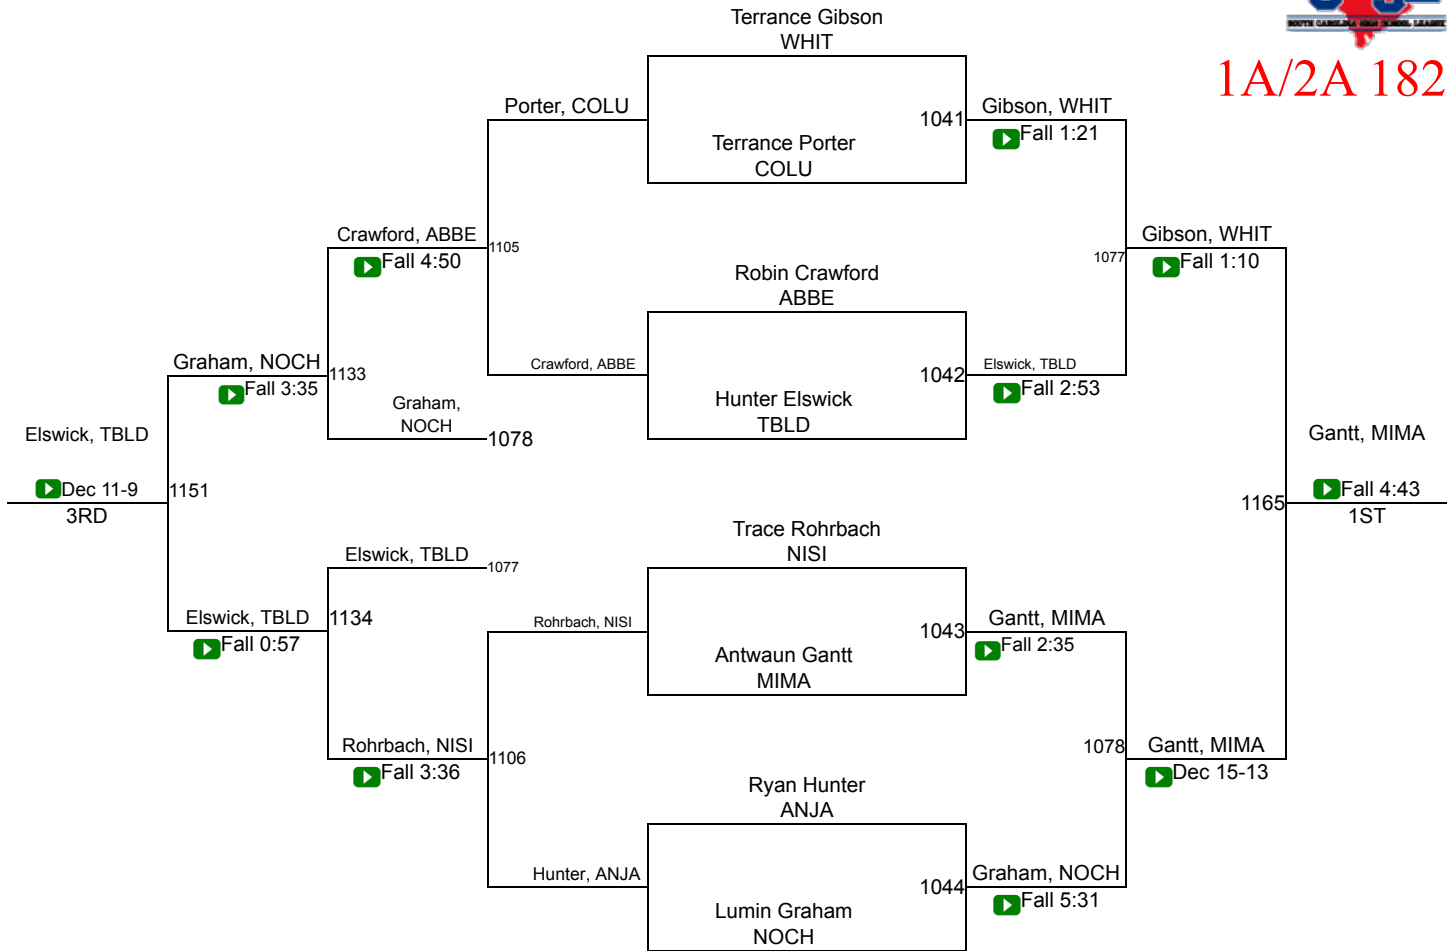 SOUTH CAROLINA HIGH SCHOOL LEAGUE
1A/2A 182
Terrance Gibson
WHIT
Porter, COLU
1041
Gibson, WHIT
Fall 1:21
Terrance Porter
COLU
Crawford, ABBE
Fall 4:50
1105
Robin Crawford
ABBE
1077
Gibson, WHIT
Fall 1:10
Graham, NOCH
Fall 3:35
1133
Crawford, ABBE
1042
Elswick, TBLD
Fall 2:53
Hunter Elswick
TBLD
Graham,
NOCH
1078
Elswick, TBLD
Dec 11-9
3RD
1151
Gantt, MIMA
1165
Fall 4:43
1ST
Trace Rohrbach
NISI
Elswick, TBLD
1077
Elswick, TBLD
Fall 0:57
1134
Rohrbach, NISI
1043
Gantt, MIMA
Fall 2:35
Antwaun Gantt
MIMA
Rohrbach, NISI
Fall 3:36
1106
1078
Gantt, MIMA
Dec 15-13
Ryan Hunter
ANJA
Hunter, ANJA
1044
Graham, NOCH
Fall 5:31
Lumin Graham
NOCH